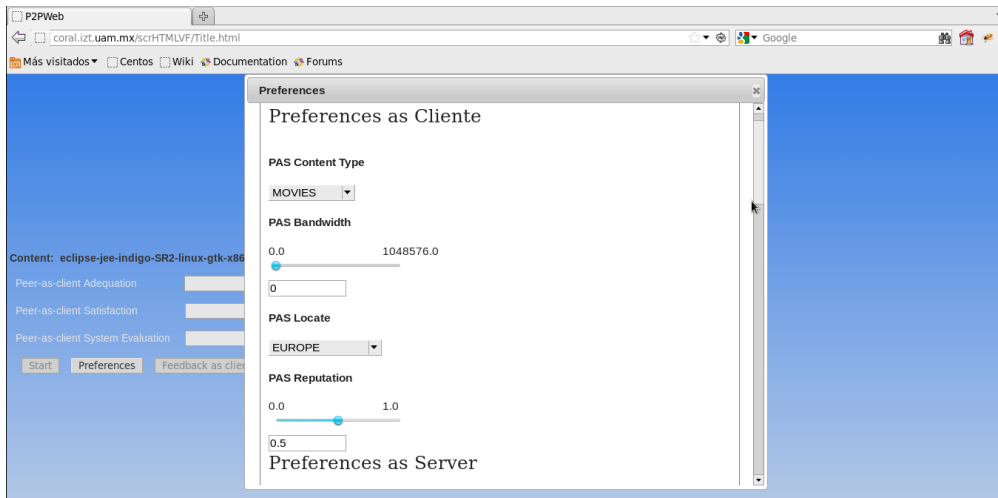 P2PWeb
coral.izt.uam.mx/scrHTMLVF/Title.html
Google
Más visitados Centos Wiki Documentation Forums
Preferences
Preferences as Cliente
PAS Content Type
MOVIES
PAS Bandwidth
0.0 1048576.0
0
PAS Locate
EUROPE
PAS Reputation
0.0 1.0
0.5
Preferences as Server
Content: eclipse-jee-indigo-SR2-linux-gtk-x86
Peer-as-client Adequation
Peer-as-client Satisfaction
Peer-as-client System Evaluation
Start Preferences Feedback as clie